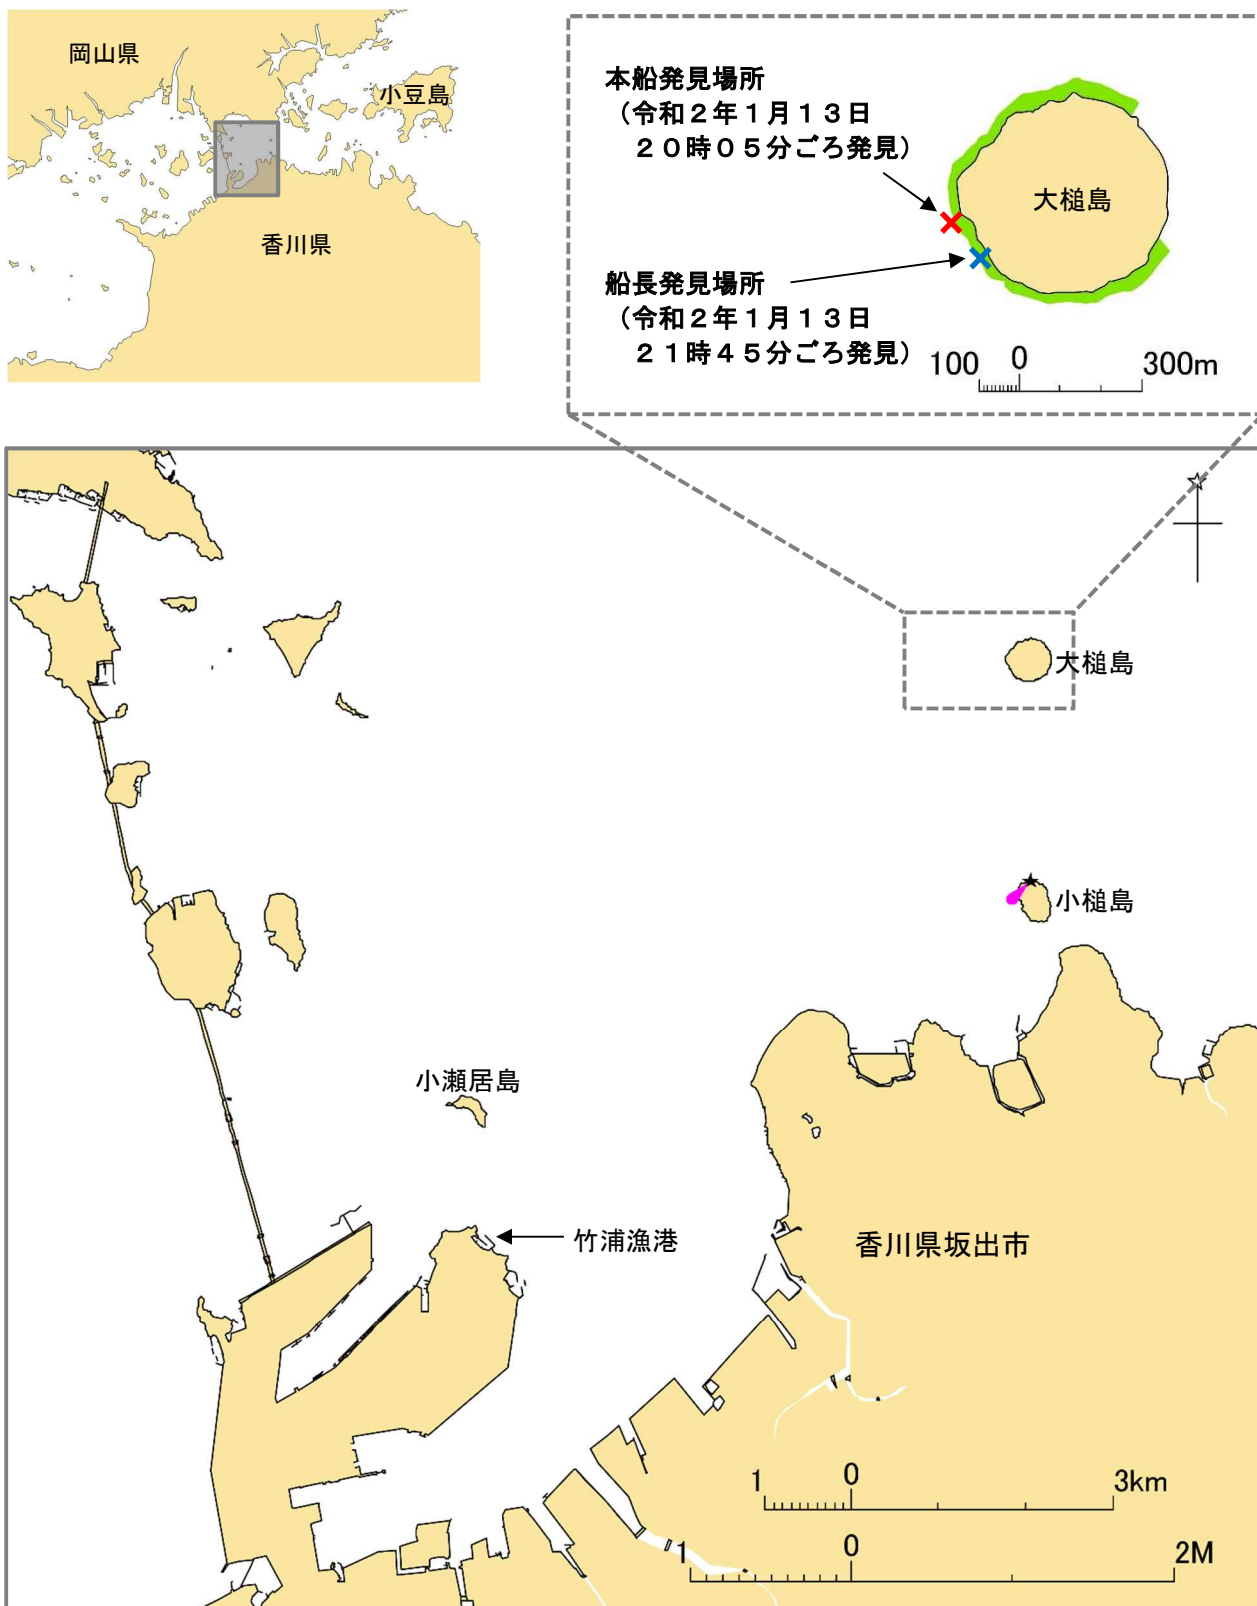 岡山県
小豆島
香川県
本船発見場所
（令和２年１月１３日
２０時０５分ごろ発見）
大槌島
船長発見場所
（令和２年１月１３日
２１時４５分ごろ発見）
100 0 300m
大槌島
小槌島
小瀬居島
竹浦漁港
香川県坂出市
1 0 3km
1 0 2M